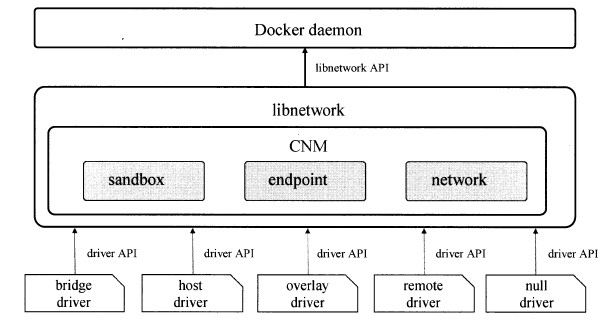 Docker daemon
libnetwork API
libnetwork
CNM
sandbox endpoint network
driver API driver API driver API driver API driver API
bridge driver
host driver
overlay driver
remote driver
null driver